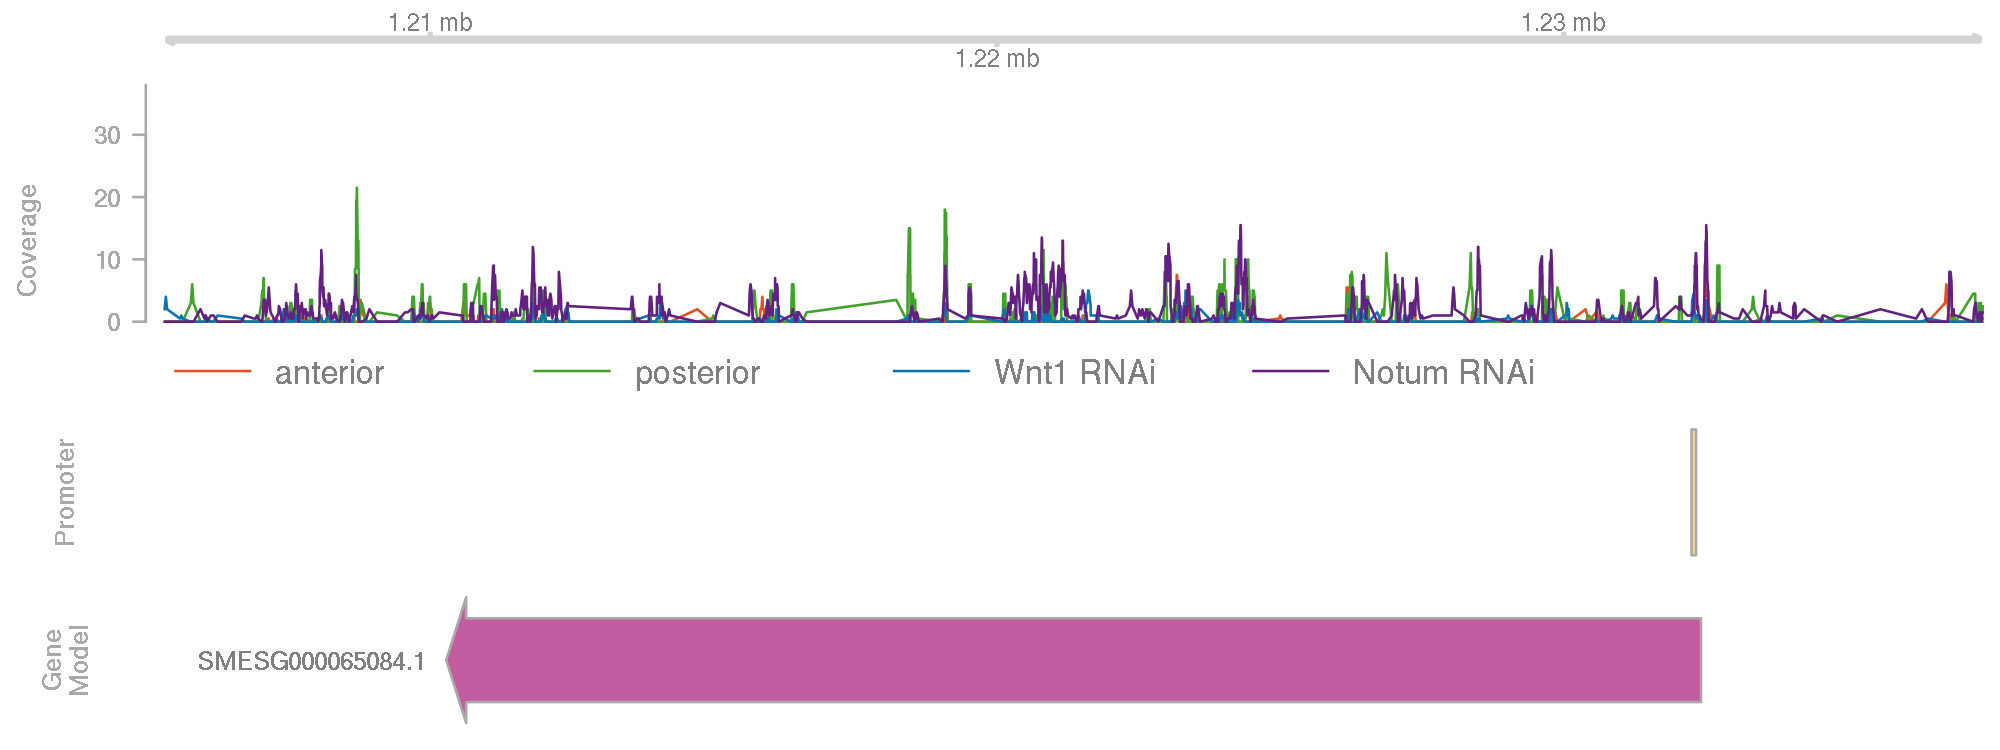 1.21 mb
1.23 mb
1.22 mb
Coverage
30
20
10
0
anterior
posterior
Wnt1 RNAi
Notum RNAi
Promoter
Gene
Model
SMESG000065084.1